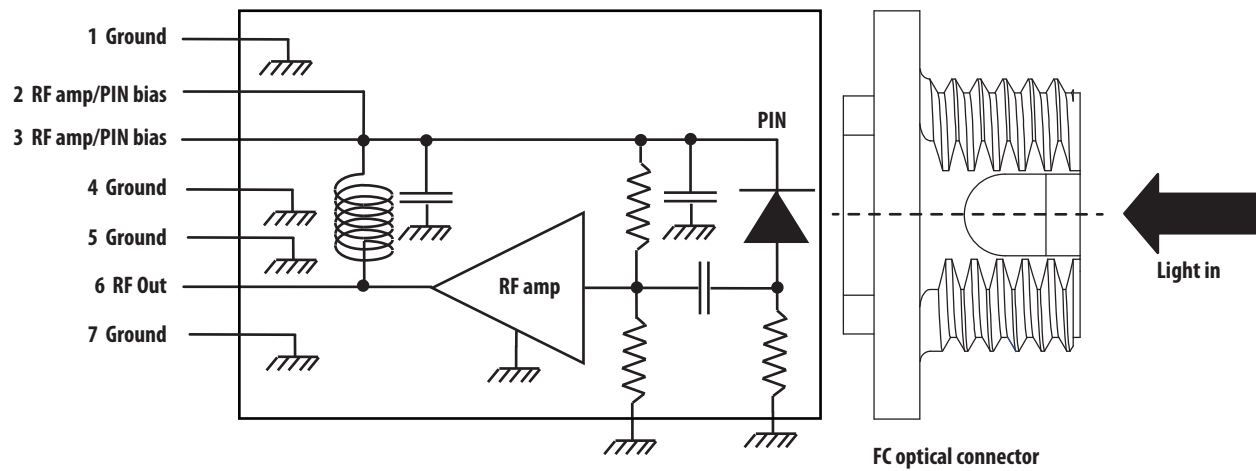 1 Ground
2 RF amp/PIN bias
3 RF amp/PIN bias
PIN
4 Ground
5 Ground
6 RF Out
RF amp
7 Ground
Light in
FC optical connector